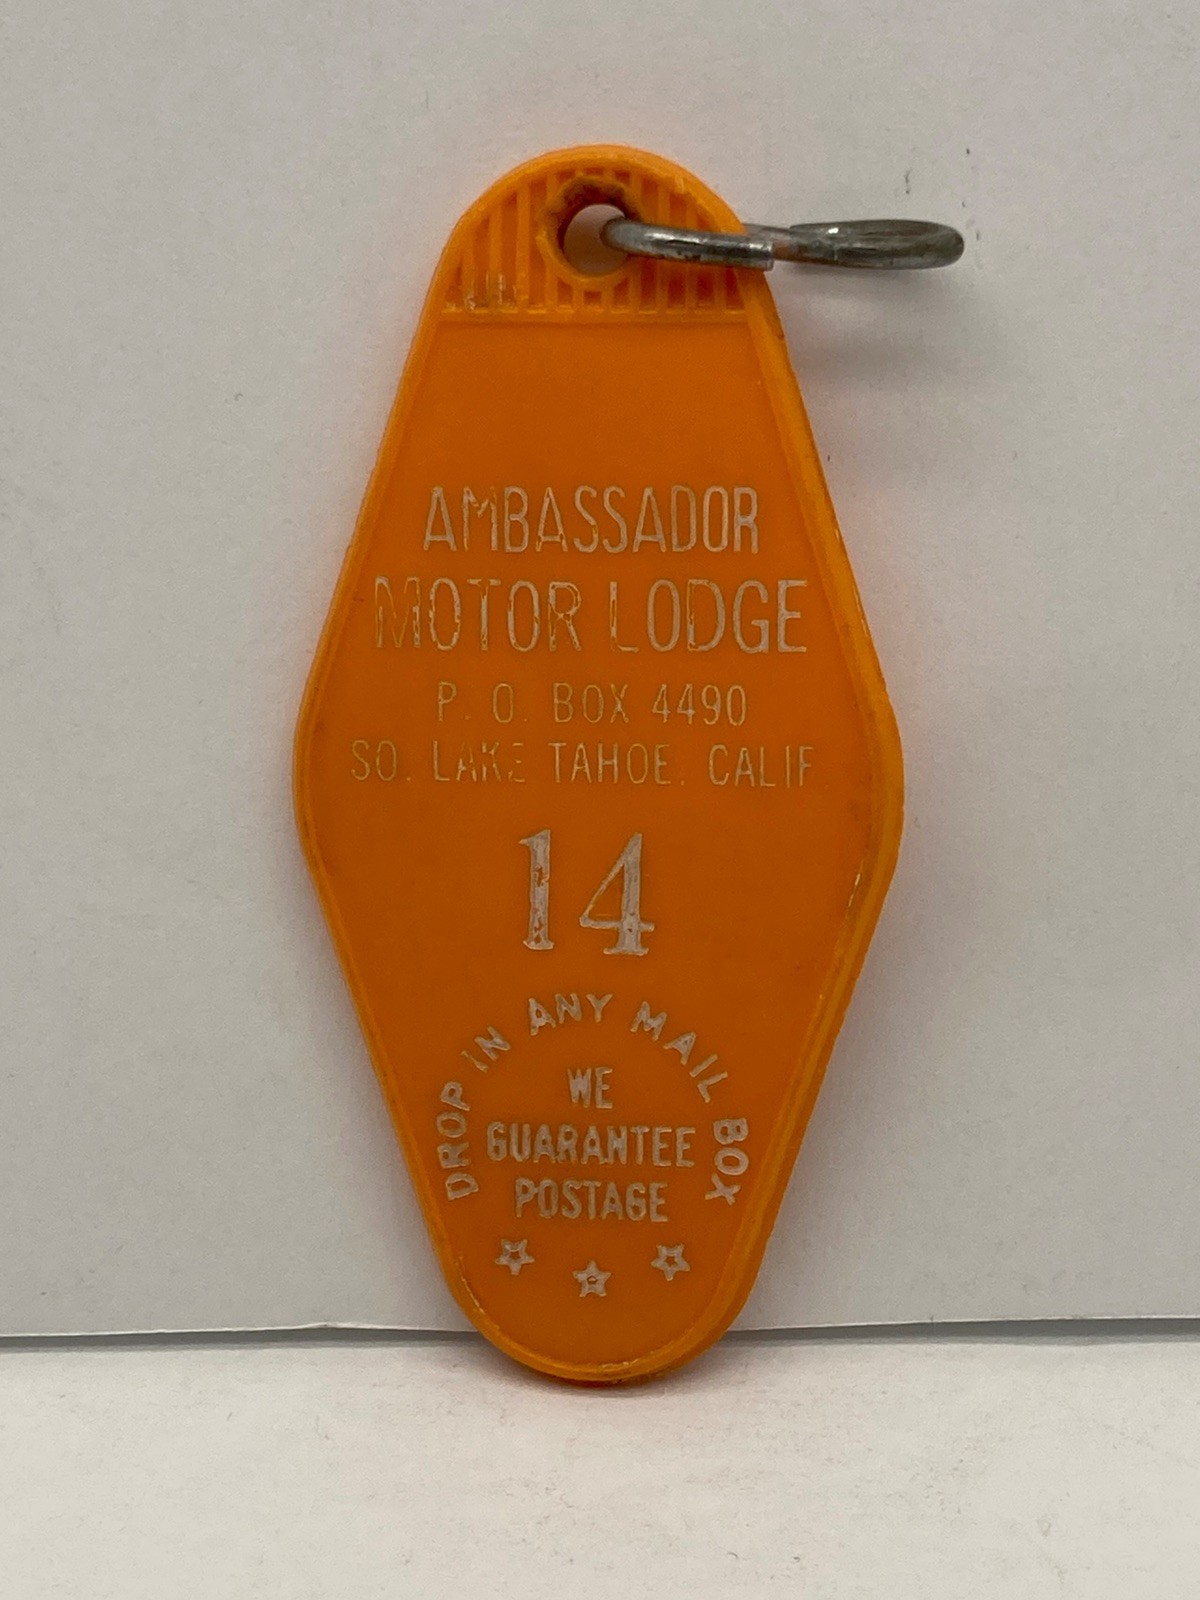 AMBASSADOR
MOTOR LODGE
P. O. BOX 4490
SO. LAKE TAHOE, CALIF
14
DROP IN ANY MAIL BOX
WE
GUARANTEE
POSTAGE